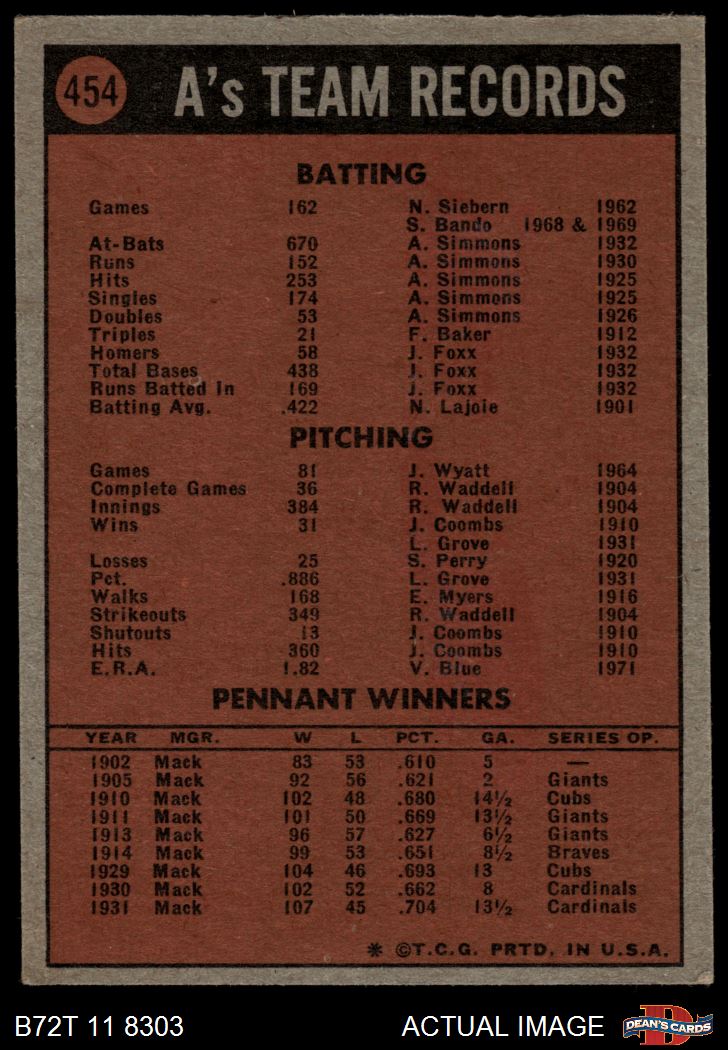 454 A's TEAM RECORDS
BATTING
Games 162 N. Siebern 1962
S. Bando 1968 & 1969
At-Bats 670 A. Simmons 1932
Runs 152 A. Simmons 1930
Hits 253 A. Simmons 1925
Singles 174 A. Simmons 1925
Doubles 53 A. Simmons 1926
Triples 21 F. Baker 1912
Homers 58 J. Foxx 1932
Total Bases 438 J. Foxx 1932
Runs Batted In 169 J. Foxx 1932
Batting Avg. .422 N. Lajoie 1901
PITCHING
Games 81 J. Wyatt 1964
Complete Games 36 R. Waddell 1904
Innings 384 R. Waddell 1904
Wins 31 J. Coombs 1910
L. Grove 1931
Losses 25 S. Perry 1920
Pct. .886 L. Grove 1931
Walks 168 E. Myers 1916
Strikeouts 349 R. Waddell 1904
Shutouts 13 J. Coombs 1910
Hits 360 J. Coombs 1910
E.R.A. 1.82 V. Blue 1971
PENNANT WINNERS
YEAR MGR. W L PCT. GA. SERIES OP.
1902 Mack 83 53 .610 5 —
1905 Mack 92 56 .621 2 Giants
1910 Mack 102 48 .680 14½ Cubs
1911 Mack 101 50 .669 13½ Giants
1913 Mack 96 57 .627 6½ Giants
1914 Mack 99 53 .651 8½ Braves
1929 Mack 104 46 .693 13 Cubs
1930 Mack 102 52 .662 8 Cardinals
1931 Mack 107 45 .704 13½ Cardinals
* ©T.C.G. PRTD. IN U.S.A.
B72T 11 8303 ACTUAL IMAGE D DEAN'S CARDS